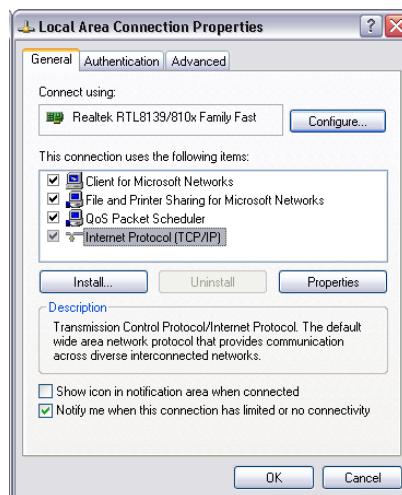 Local Area Connection Properties
General Authentication Advanced
Connect using:
Realtek RTL8139/810x Family Fast Configure...
This connection uses the following items:
Client for Microsoft Networks
File and Printer Sharing for Microsoft Networks
QoS Packet Scheduler
Internet Protocol (TCP/IP)
Install... Uninstall Properties
Description
Transmission Control Protocol/Internet Protocol. The default
wide area network protocol that provides communication
across diverse interconnected networks.
Show icon in notification area when connected
Notify me when this connection has limited or no connectivity
OK Cancel